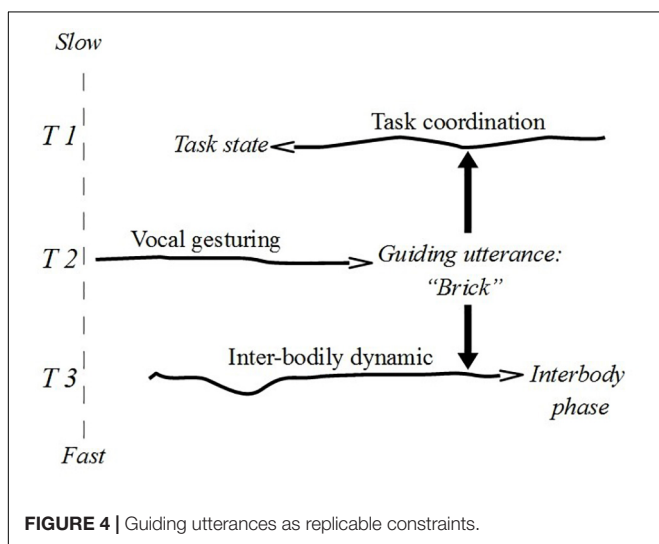 Slow
T 1
Task coordination
Task state
T 2
Vocal gesturing
Guiding utterance:
“Brick”
T 3
Inter-bodily dynamic
Interbody
phase
Fast
FIGURE 4 | Guiding utterances as replicable constraints.